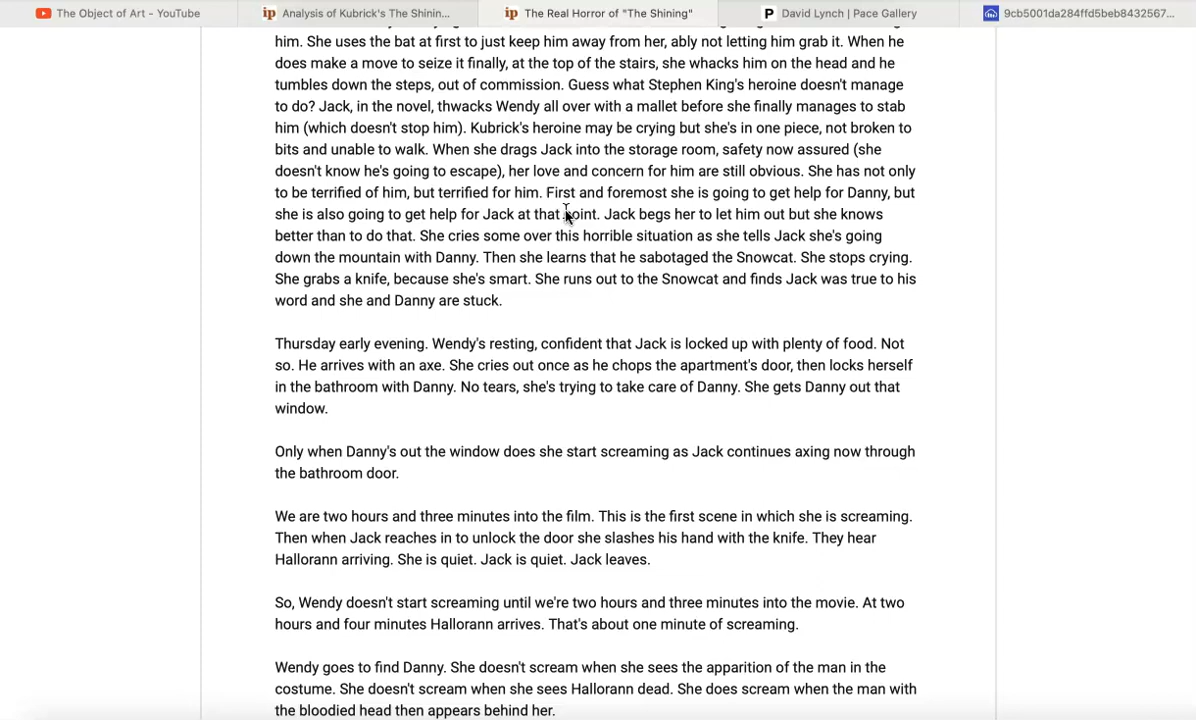 The Object of Art - YouTube
ip Analysis of Kubrick's The Shinin...
ip The Real Horror of "The Shining"
P David Lynch | Pace Gallery
9cb5001da284ffd5beb8432567...
him. She uses the bat at first to just keep him away from her, ably not letting him grab it. When he
does make a move to seize it finally, at the top of the stairs, she whacks him on the head and he
tumbles down the steps, out of commission. Guess what Stephen King's heroine doesn't manage
to do? Jack, in the novel, thwacks Wendy all over with a mallet before she finally manages to stab
him (which doesn't stop him). Kubrick's heroine may be crying but she's in one piece, not broken to
bits and unable to walk. When she drags Jack into the storage room, safety now assured (she
doesn't know he's going to escape), her love and concern for him are still obvious. She has not only
to be terrified of him, but terrified for him. First and foremost she is going to get help for Danny, but
she is also going to get help for Jack at that point. Jack begs her to let him out but she knows
better than to do that. She cries some over this horrible situation as she tells Jack she's going
down the mountain with Danny. Then she learns that he sabotaged the Snowcat. She stops crying.
She grabs a knife, because she's smart. She runs out to the Snowcat and finds Jack was true to his
word and she and Danny are stuck.
Thursday early evening. Wendy's resting, confident that Jack is locked up with plenty of food. Not
so. He arrives with an axe. She cries out once as he chops the apartment's door, then locks herself
in the bathroom with Danny. No tears, she's trying to take care of Danny. She gets Danny out that
window.
Only when Danny's out the window does she start screaming as Jack continues axing now through
the bathroom door.
We are two hours and three minutes into the film. This is the first scene in which she is screaming.
Then when Jack reaches in to unlock the door she slashes his hand with the knife. They hear
Hallorann arriving. She is quiet. Jack is quiet. Jack leaves.
So, Wendy doesn't start screaming until we're two hours and three minutes into the movie. At two
hours and four minutes Hallorann arrives. That's about one minute of screaming.
Wendy goes to find Danny. She doesn't scream when she sees the apparition of the man in the
costume. She doesn't scream when she sees Hallorann dead. She does scream when the man with
the bloodied head then appears behind her.